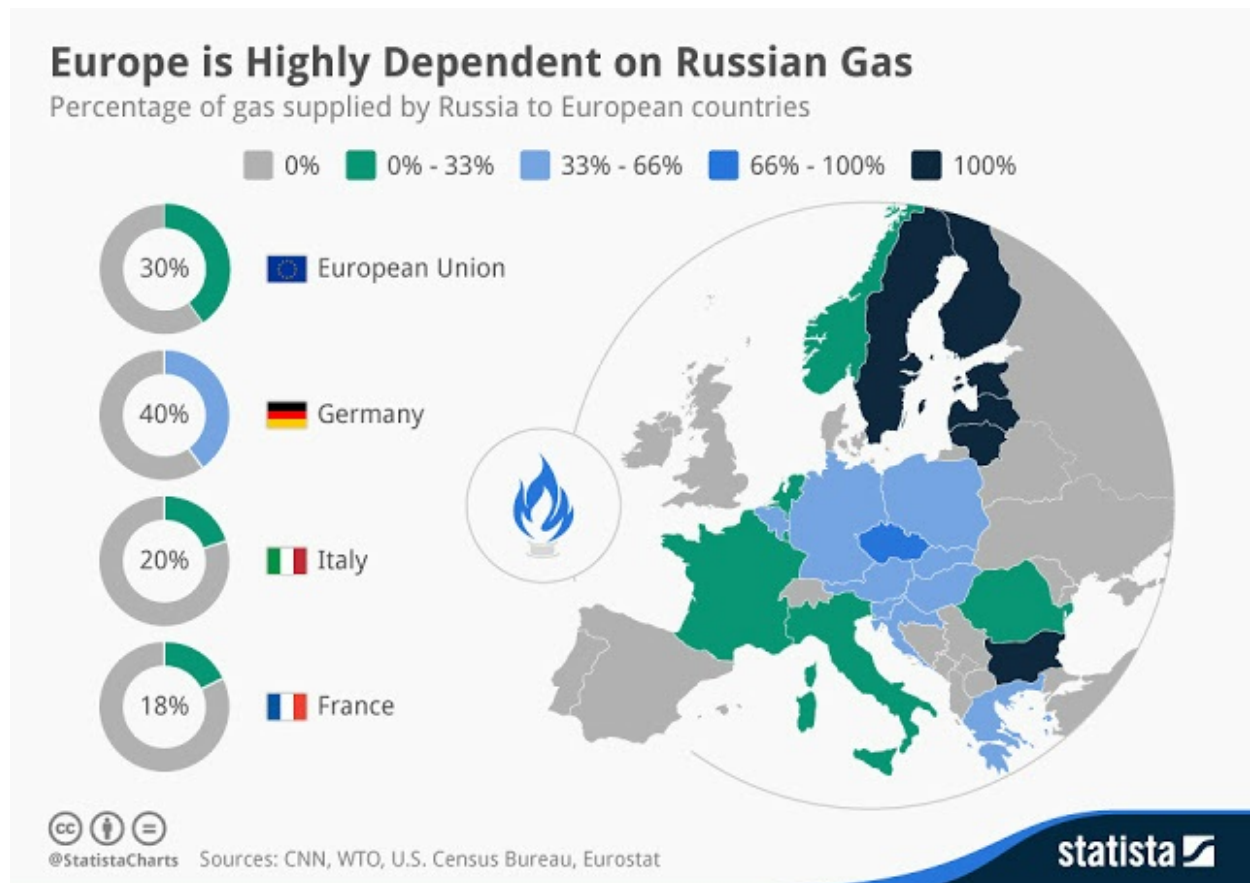 Europe is Highly Dependent on Russian Gas
Percentage of gas supplied by Russia to European countries
0% 0% - 33% 33% - 66% 66% - 100% 100%
30% European Union
40% Germany
20% Italy
18% France
cc
@StatistaCharts Sources: CNN, WTO, U.S. Census Bureau, Eurostat
statista